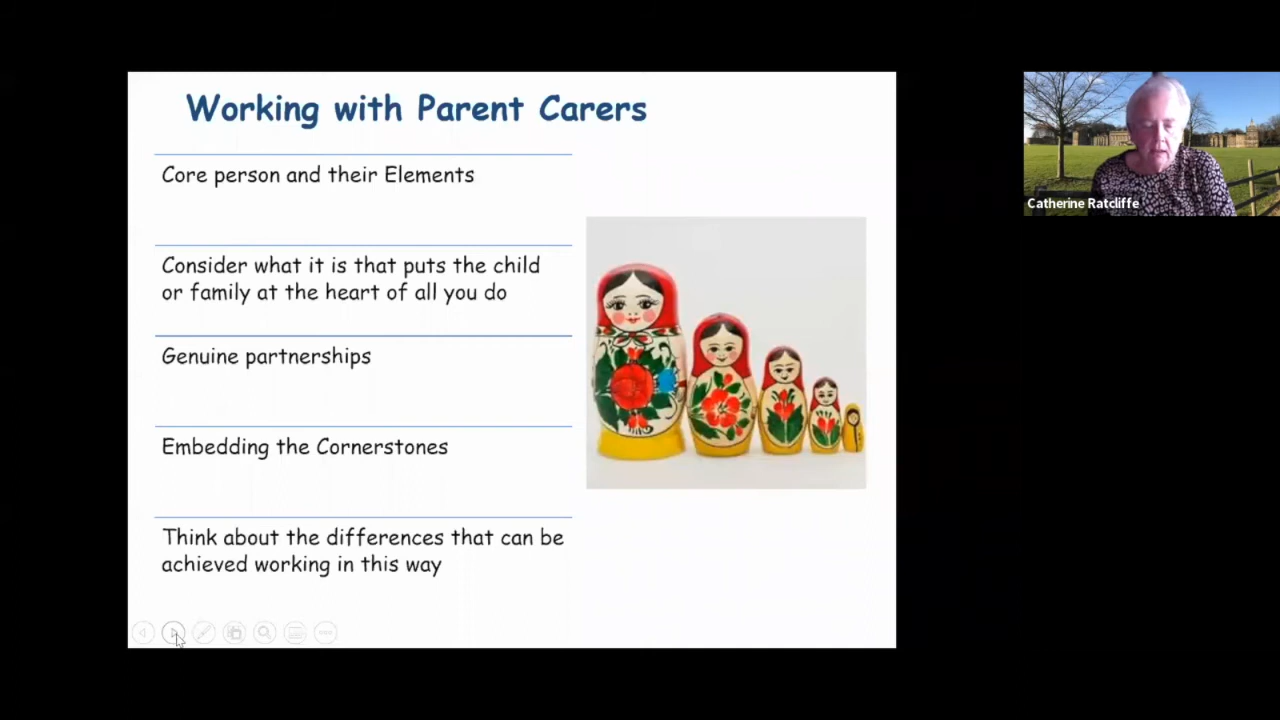 Working with Parent Carers
Core person and their Elements
Consider what it is that puts the child
or family at the heart of all you do
Genuine partnerships
Embedding the Cornerstones
Think about the differences that can be
achieved working in this way
Catherine Ratcliffe